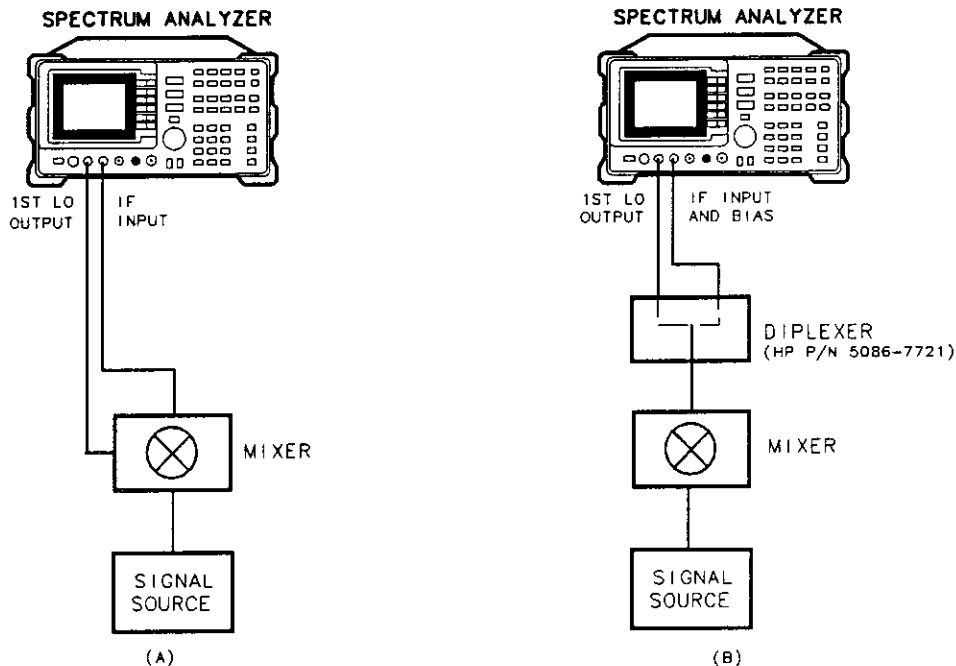 SPECTRUM ANALYZER
1ST LO
OUTPUT
IF
INPUT
MIXER
SIGNAL
SOURCE
(A)
SPECTRUM ANALYZER
1ST LO
OUTPUT
IF INPUT
AND BIAS
DIPLEXER
(HP P/N 5086-7721)
MIXER
SIGNAL
SOURCE
(B)